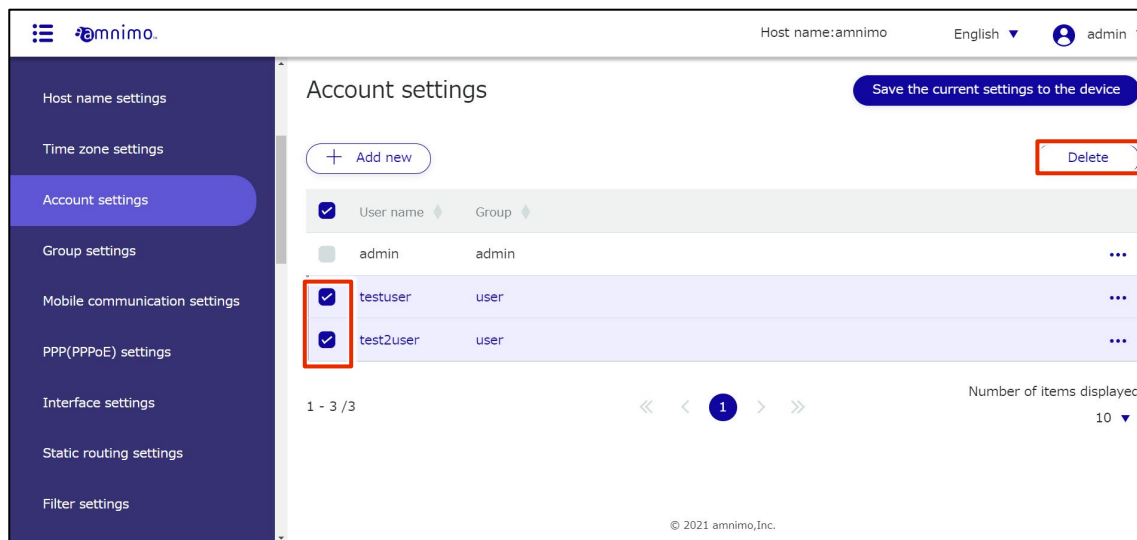 amnimo
Host name:amnimo
English
admin
Host name settings
Time zone settings
Account settings
Group settings
Mobile communication settings
PPP(PPPoE) settings
Interface settings
Static routing settings
Filter settings
Account settings
Save the current settings to the device
+ Add new
Delete
User name Group
admin admin •••
testuser user •••
test2user user •••
1 - 3 /3
1
Number of items displayed
10
© 2021 amnimo,Inc.